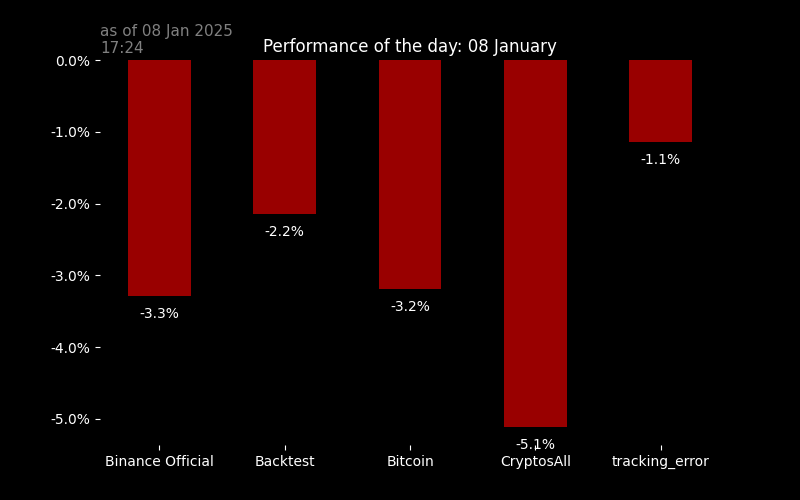 as of 08 Jan 2025
17:24
Performance of the day: 08 January
0.0%
-1.0%
-2.0%
-3.0%
-4.0%
-5.0%
-3.3%
-2.2%
-3.2%
-5.1%
-1.1%
Binance Official
Backtest
Bitcoin
CryptosAll
tracking_error